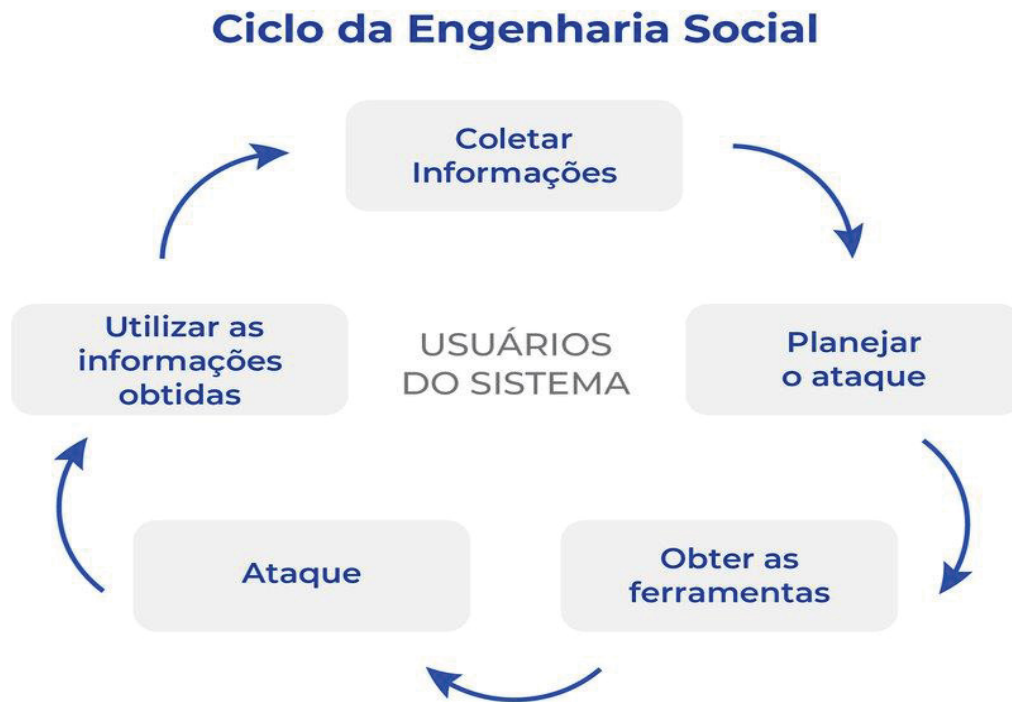 Ciclo da Engenharia Social
Coletar
Informações
Planejar
o ataque
Obter as
ferramentas
Ataque
Utilizar as
informações
obtidas
USUÁRIOS
DO SISTEMA